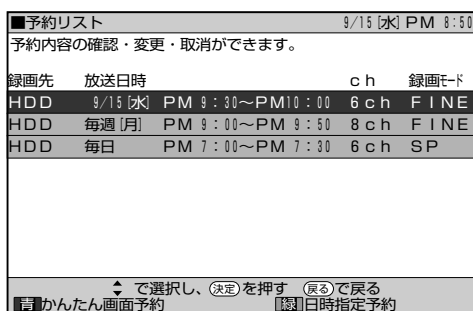 ■予約リスト 9/15[水] PM 8:50
予約内容の確認・変更・取消ができます。
録画先 放送日時 ch 録画モード
HDD 9/15[水] PM 9:30～PM10:00 6ch FINE
HDD 毎週[月] PM 9:00～PM 9:50 8ch FINE
HDD 毎日 PM 7:00～PM 7:30 6ch SP
で選択し、決定を押す 戻るで戻る
青かんたん画面予約 緑日時指定予約